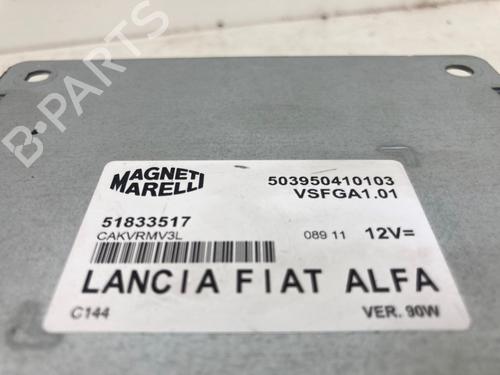 B-PARTS
MAGNETI
MARELLI
503950410103
VSFGA1.01
51833517
CAKVRMV3L
089 11 12V=
LANCIA FIAT ALFA
C144 VER. 90W